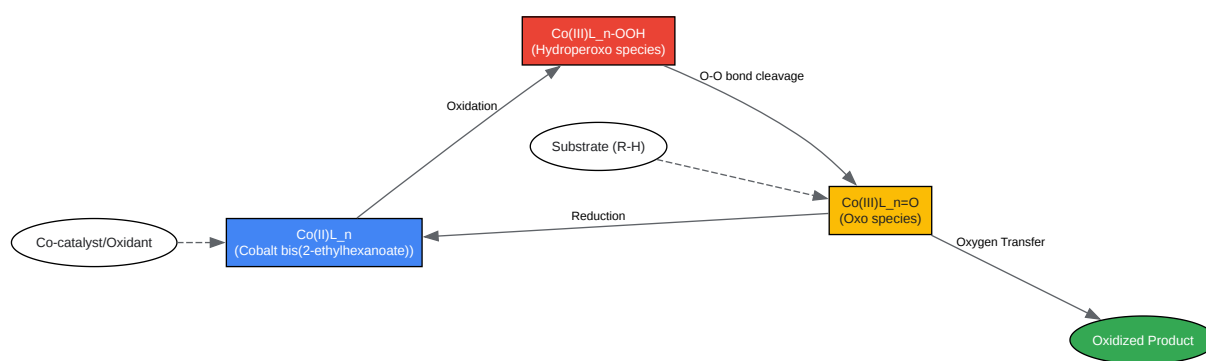 Co(III)L_n-OOH
(Hydroperoxo species)
O-O bond cleavage
Oxidation
Substrate (R-H)
Co(III)L_n=O
(Oxo species)
Reduction
Co(II)L_n
(Cobalt bis(2-ethylhexanoate))
Co-catalyst/Oxidant
Oxygen Transfer
Oxidized Product